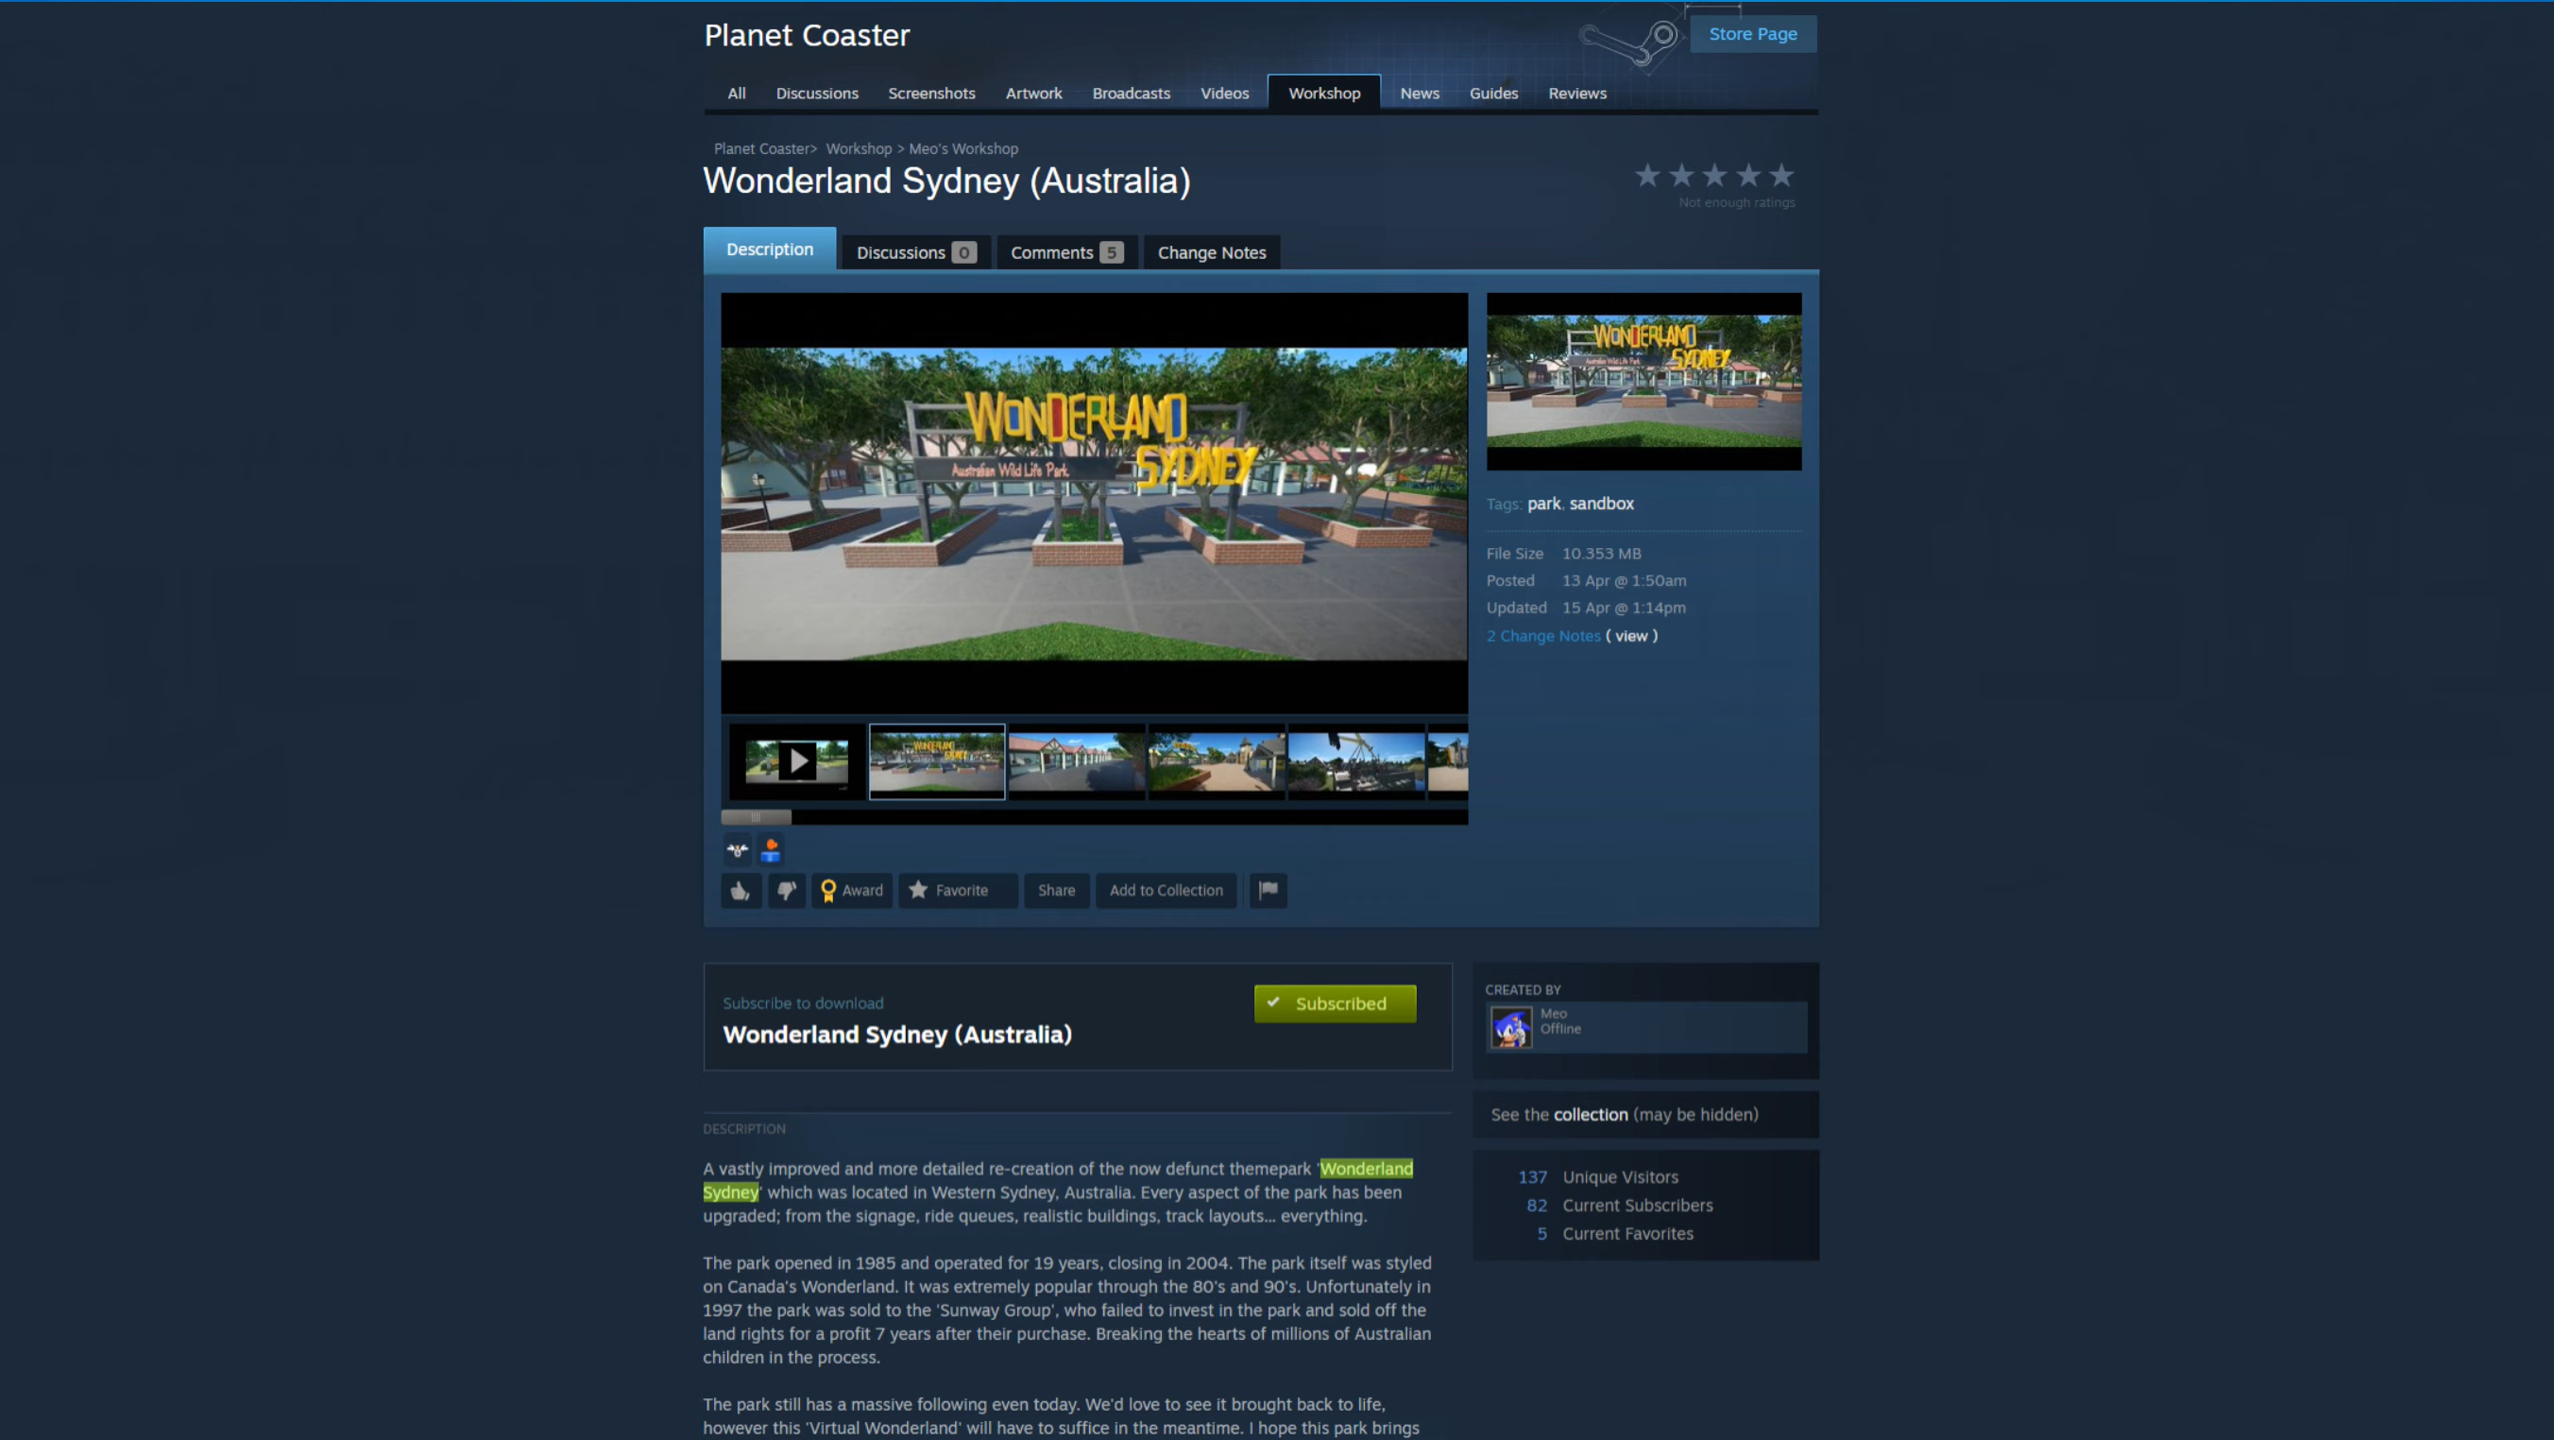 Planet Coaster
Store Page
All Discussions Screenshots Artwork Broadcasts Videos Workshop News Guides Reviews
Planet Coaster> Workshop > Meo's Workshop
Wonderland Sydney (Australia)
Not enough ratings
Description Discussions 0 Comments 5 Change Notes
WONDERLAND
Australian Wild Life Park
SYDNEY
WONDERLAND
Australian Wild Life Park
SYDNEY
Tags: park, sandbox
File Size 10.353 MB
Posted 13 Apr @ 1:50am
Updated 15 Apr @ 1:14pm
2 Change Notes ( view )
WONDERLAND
SYDNEY
Award Favorite Share Add to Collection
Subscribe to download
Wonderland Sydney (Australia)
Subscribed
CREATED BY
Meo
Offline
See the collection (may be hidden)
137 Unique Visitors
82 Current Subscribers
5 Current Favorites
DESCRIPTION
A vastly improved and more detailed re-creation of the now defunct themepark 'Wonderland
Sydney' which was located in Western Sydney, Australia. Every aspect of the park has been
upgraded; from the signage, ride queues, realistic buildings, track layouts... everything.
The park opened in 1985 and operated for 19 years, closing in 2004. The park itself was styled
on Canada's Wonderland. It was extremely popular through the 80's and 90's. Unfortunately in
1997 the park was sold to the 'Sunway Group', who failed to invest in the park and sold off the
land rights for a profit 7 years after their purchase. Breaking the hearts of millions of Australian
children in the process.
The park still has a massive following even today. We'd love to see it brought back to life,
however this 'Virtual Wonderland' will have to suffice in the meantime. I hope this park brings